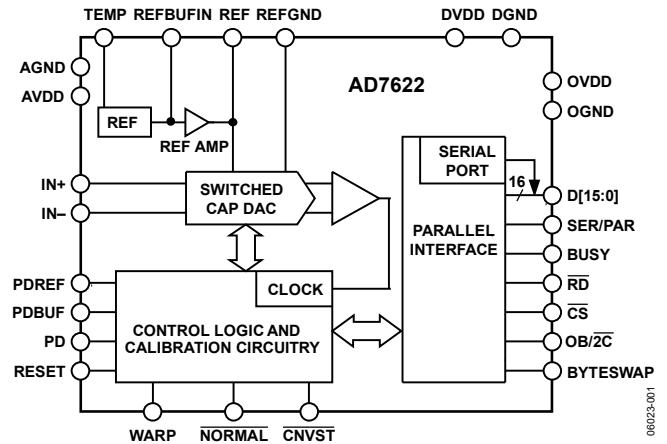 TEMP REFBUFIN REF REFGND DVDD DGND
AGND
AVDD
AD7622
OVDD
OGND
REF
REF AMP
SERIAL
PORT
16
IN+
IN–
SWITCHED
CAP DAC
PARALLEL
INTERFACE
D[15:0]
SER/PAR
BUSY
RD
CS
OB/2C
BYTESWAP
PDREF
PDBUF
PD
RESET
CLOCK
CONTROL LOGIC AND
CALIBRATION CIRCUITRY
WARP NORMAL CNVST
06023-001